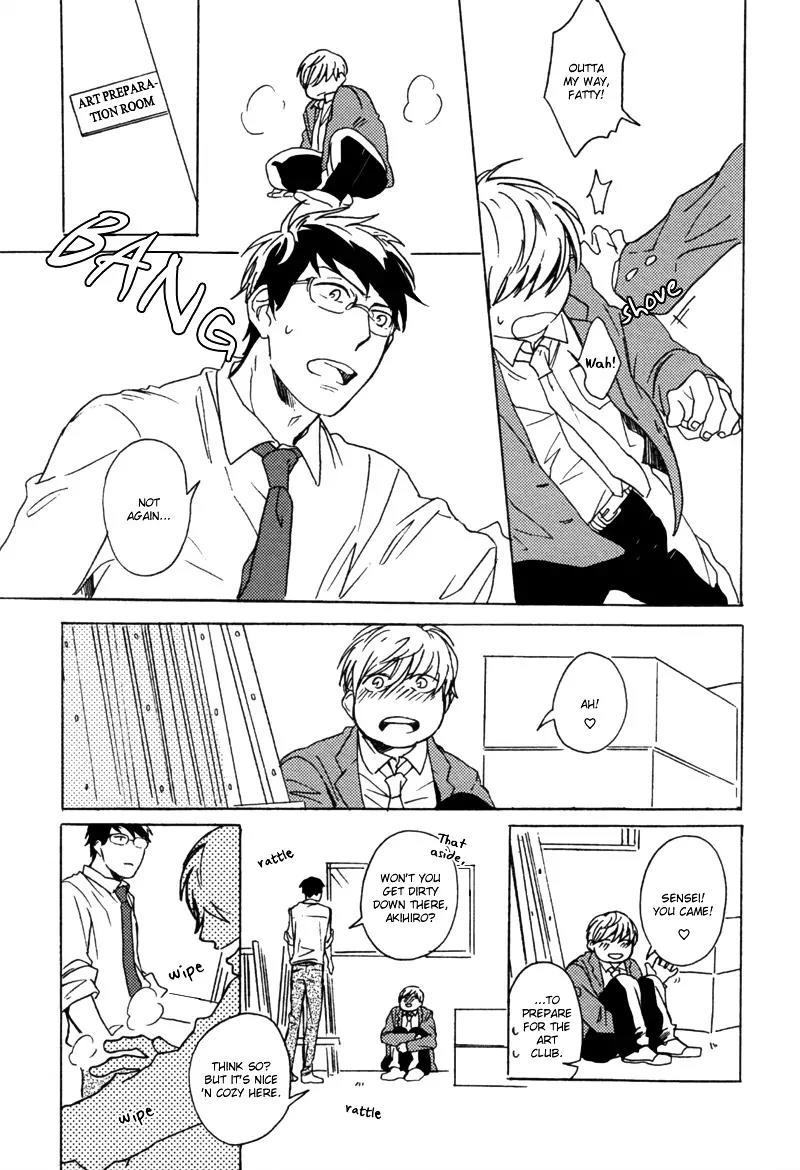 OUTTA
MY WAY,
FATTY!
shove
Wah!
ART PREPARA-
TION ROOM
BANG
NOT
AGAIN...
AH!
♡
SENSEI!
YOU CAME!
♡
...TO
PREPARE
FOR THE
ART
CLUB.
That
aside,
WON'T YOU
GET DIRTY
DOWN THERE,
AKIHIRO?
rattle
THINK SO?
BUT IT'S NICE
'N COZY HERE.
rattle
wipe
wipe